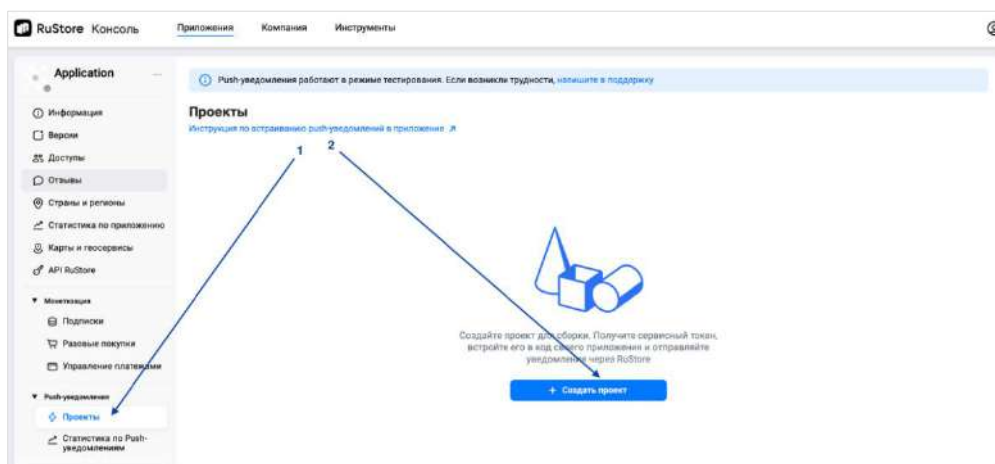 RuStore Консоль
Приложения
Компания
Инструменты
Application
Информация
Версии
Доступы
Отзывы
Страны и регионы
Статистика по приложению
Карты и геосервисы
API RuStore
Монетизация
Подписки
Разовые покупки
Управление платежами
Push-уведомления
Проекты
Статистика по Push-
уведомлениям
Push-уведомления работают в режиме тестирования. Если возникли трудности, напишите в поддержку
Проекты
Инструкция по встраиванию push-уведомлений в приложение
1
2
Создайте проект для сборки. Получите сервисный токен,
встройте его в код своего приложения и отправляйте
уведомления через RuStore
+ Создать проект